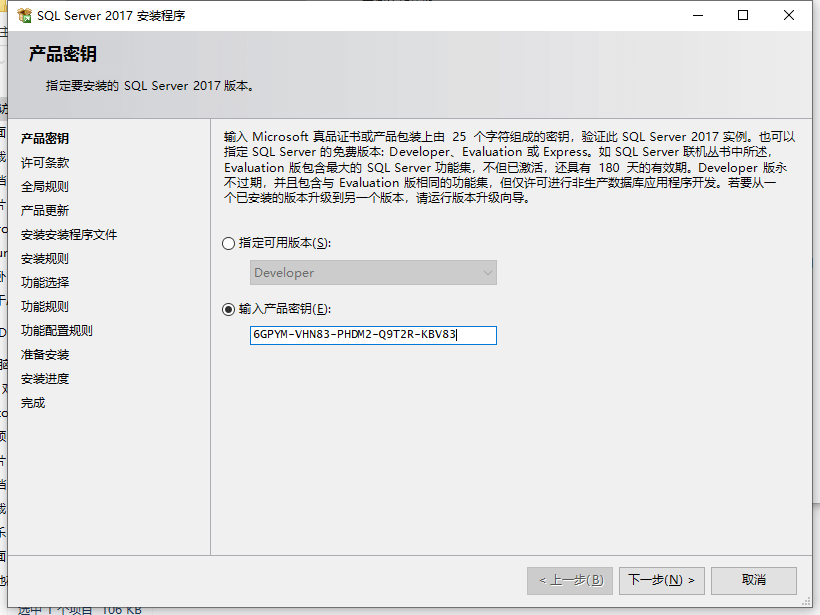 SQL Server 2017 安装程序
产品密钥
指定要安装的 SQL Server 2017 版本。
产品密钥
许可条款
全局规则
产品更新
安装安装程序文件
安装规则
功能选择
功能规则
功能配置规则
准备安装
安装进度
完成
输入 Microsoft 真品证书或产品包装上由 25 个字符组成的密钥，验证此 SQL Server 2017 实例。也可以
指定 SQL Server 的免费版本: Developer、Evaluation 或 Express。如 SQL Server 联机丛书中所述，
Evaluation 版包含最大的 SQL Server 功能集，不但已激活，还具有 180 天的有效期。Developer 版永
不过期，并且包含与 Evaluation 版相同的功能集，但仅许可进行非生产数据库应用程序开发。若要从一
个已安装的版本升级到另一个版本，请运行版本升级向导。
指定可用版本(S):
Developer
输入产品密钥(E):
6GPYM-VHN83-PHDM2-Q9T2R-KBV83
< 上一步(B)
下一步(N) >
取消
选中 1 个项目 106 KB